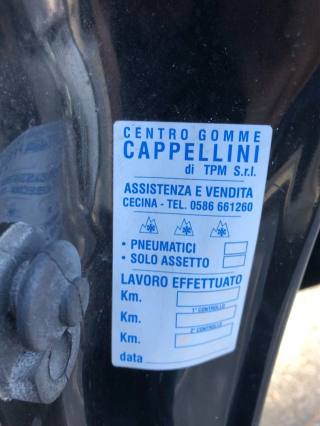 CENTRO GOMME
CAPPELLINI
di TPM S.r.l.
ASSISTENZA E VENDITA
CECINA - TEL. 0586 661260
• PNEUMATICI
• SOLO ASSETTO
LAVORO EFFETTUATO
Km.
1° CONTROLLO
Km.
2° CONTROLLO
Km.
data